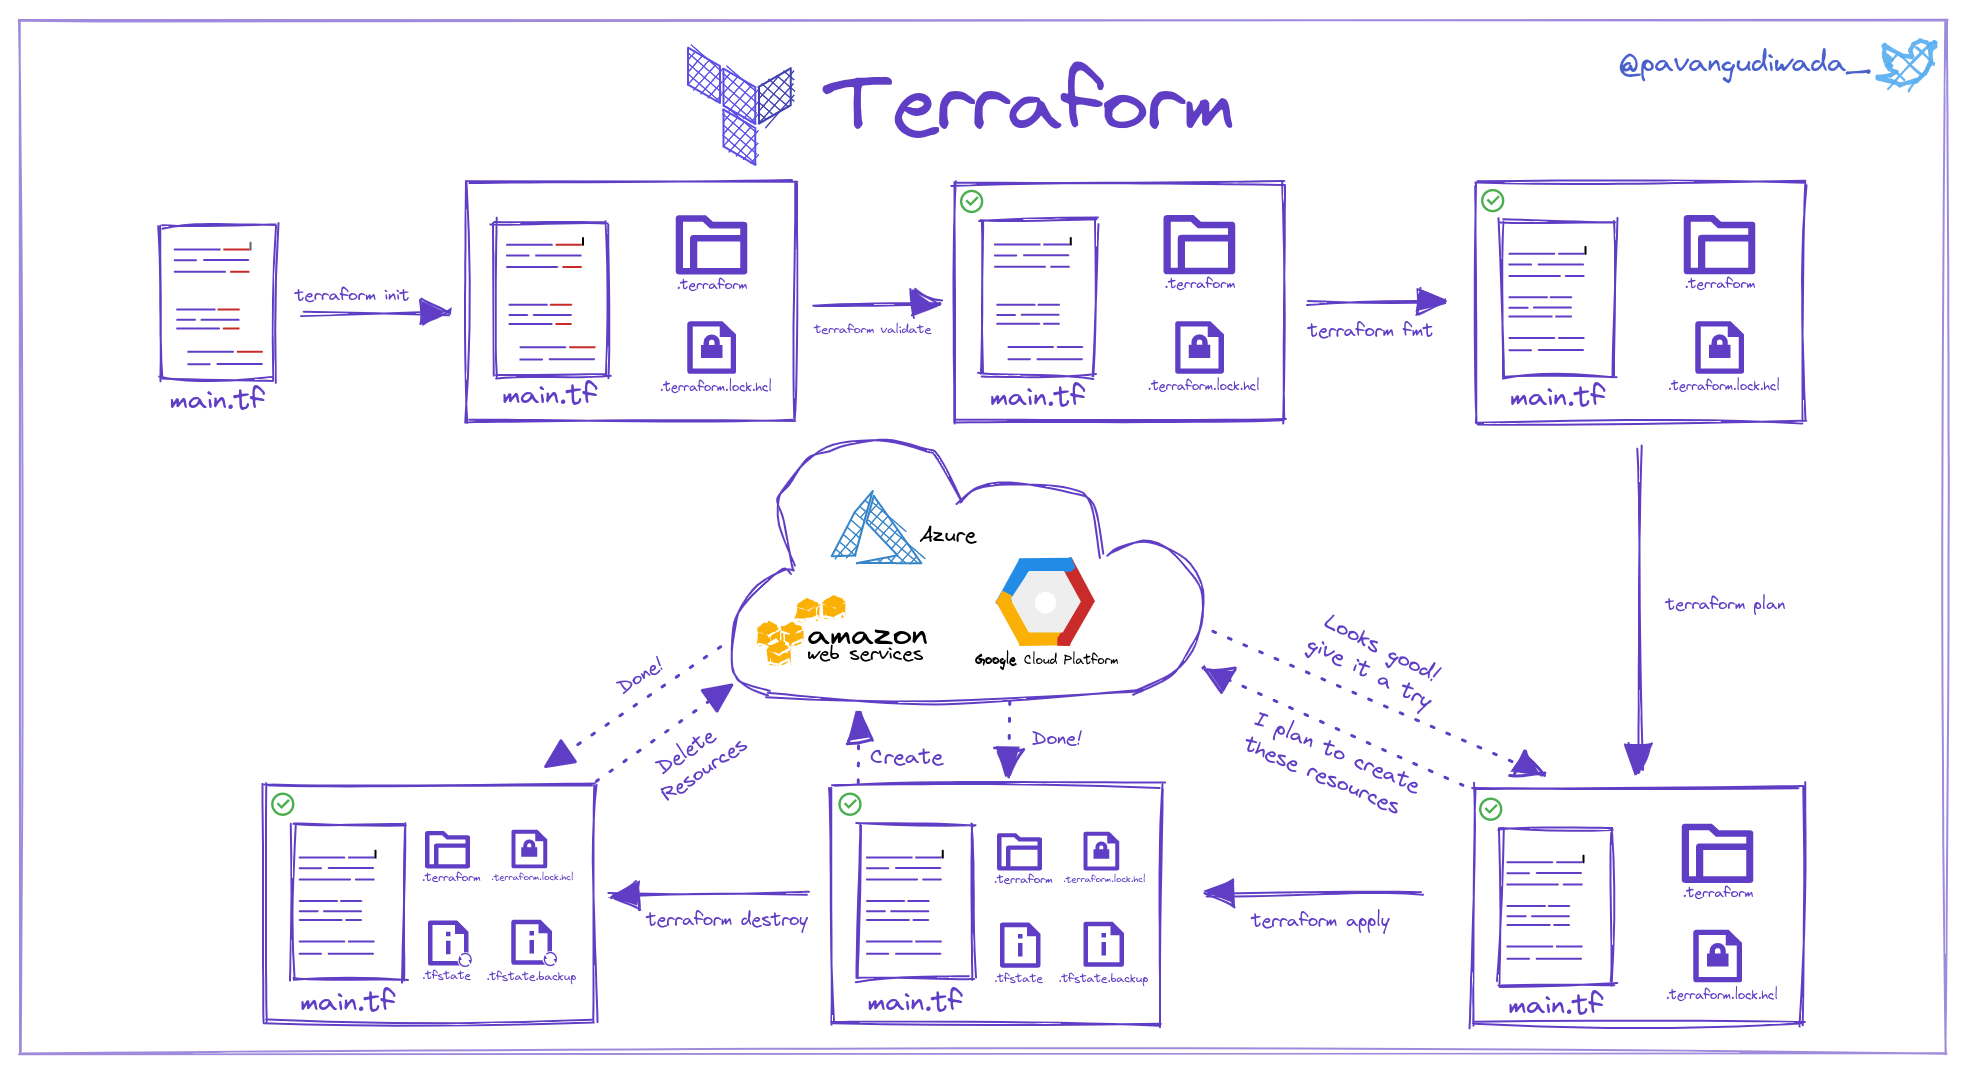 Terraform
@pavangudiwada_
main.tf
terraform init
.terraform
.terraform.lock.hcl
main.tf
terraform validate
.terraform
.terraform.lock.hcl
main.tf
terraform fmt
.terraform
.terraform.lock.hcl
main.tf
terraform plan
Azure
amazon
web services
Google Cloud Platform
Looks good!
give it a try
I plan to create
these resources
Done!
Delete
Resources
Create
Done!
.terraform
.terraform.lock.hcl
main.tf
terraform apply
.terraform
.terraform.lock.hcl
.tfstate
.tfstate.backup
main.tf
terraform destroy
.terraform
.terraform.lock.hcl
.tfstate
.tfstate.backup
main.tf